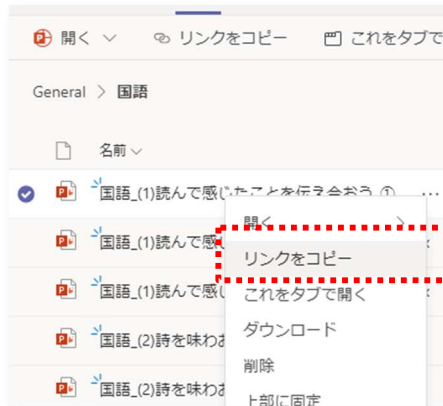 開く リンクをコピー これをタブで
General > 国語
名前
国語_(1)読んで感じたことを伝え合おう ① ...
開く >
国語_(1)読んで感
リンクをコピー
国語_(1)読んで感
これをタブで開く
国語_(2)詩を味わ
ダウンロード
削除
国語_(2)詩を味わ
上部に固定